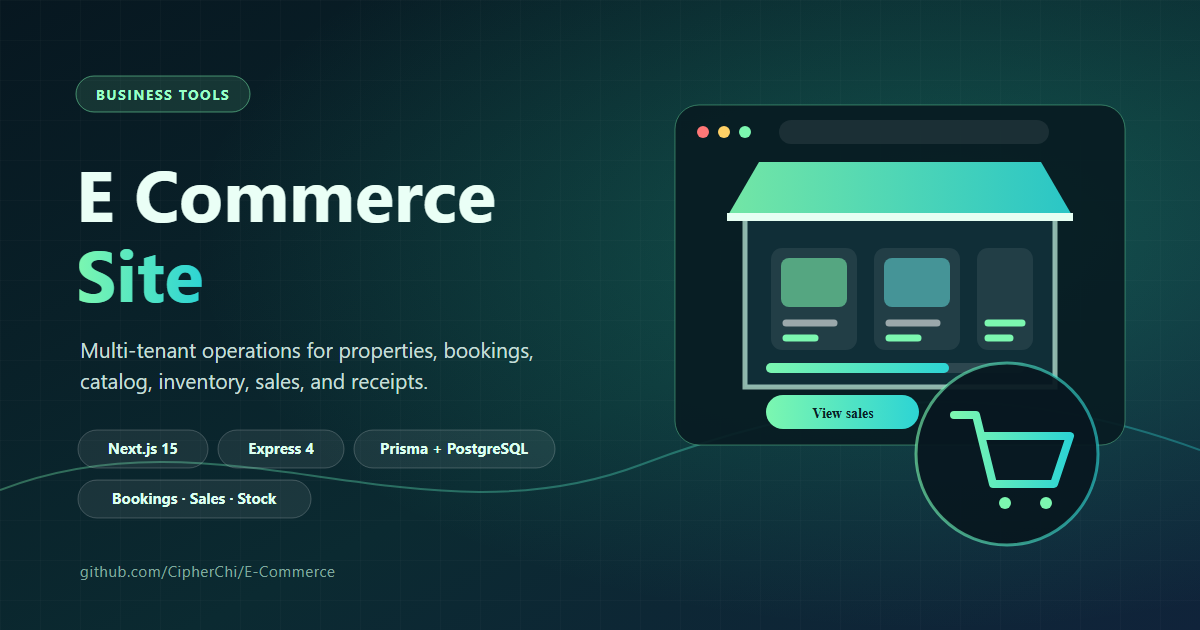 BUSINESS TOOLS
E Commerce
Site
Multi-tenant operations for properties, bookings,
catalog, inventory, sales, and receipts.
Next.js 15
Express 4
Prisma + PostgreSQL
Bookings · Sales · Stock
github.com/CipherChi/E-Commerce
View sales